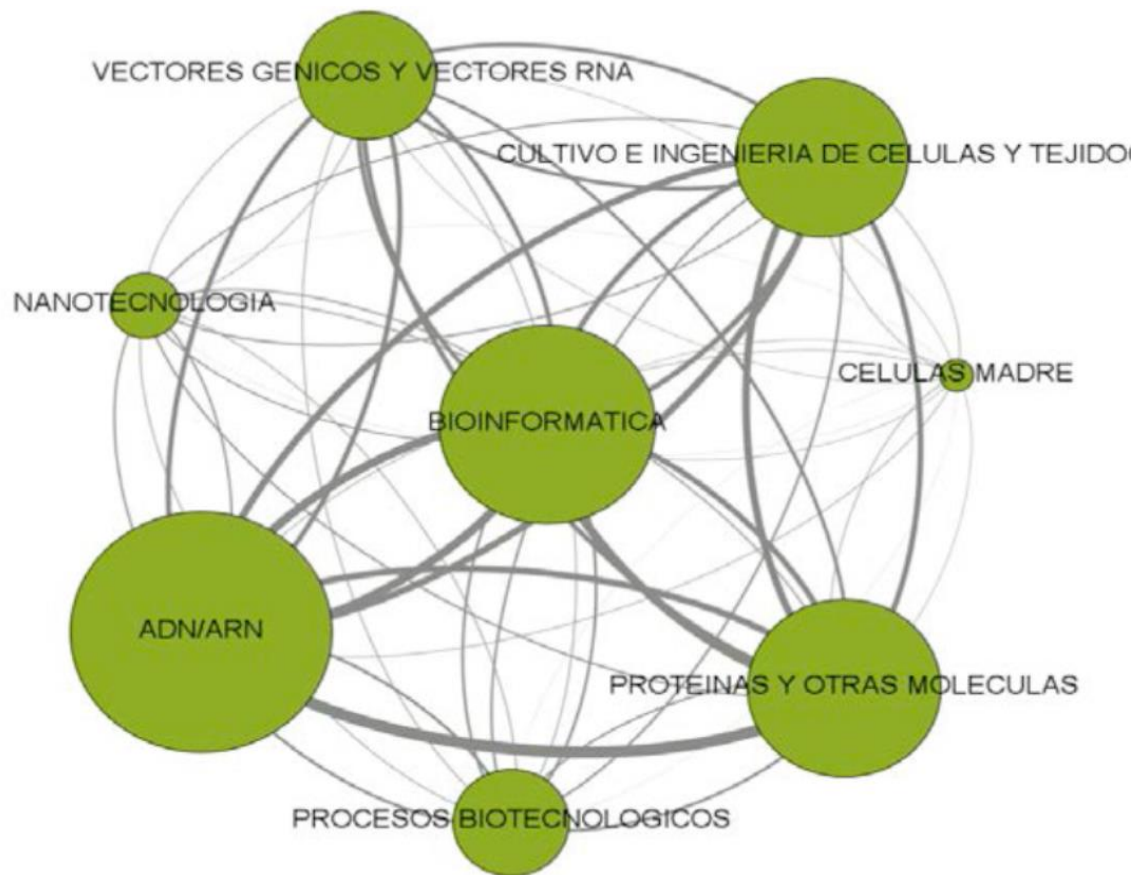 VECTORES GENICOS Y VECTORES RNA
CULTIVO E INGENIERIA DE CELULAS Y
NANOTECNOLOGIA
CELULAS MADRE
BIOINFORMATICA
ADN/ARN
PROTEINAS Y OTRAS MOLECULAS
PROCESOS BIOTECNOLOGICOS